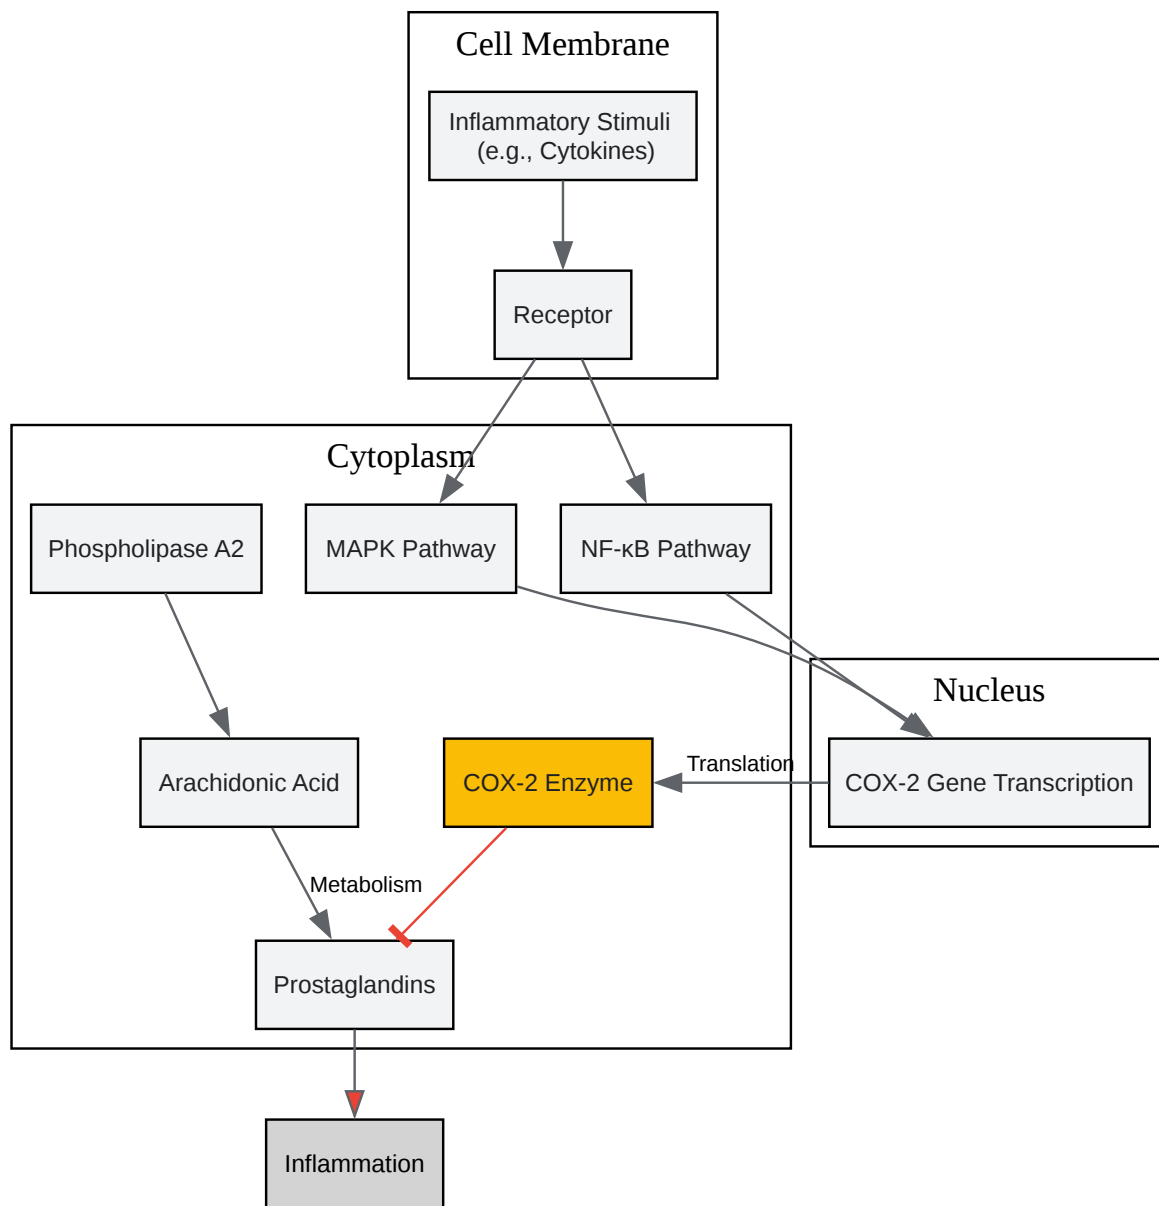 Cell Membrane
Inflammatory Stimuli
(e.g., Cytokines)
Receptor
Cytoplasm
Phospholipase A2
MAPK Pathway
NF-κB Pathway
Nucleus
Arachidonic Acid
COX-2 Enzyme
Translation
COX-2 Gene Transcription
Metabolism
Prostaglandins
Inflammation